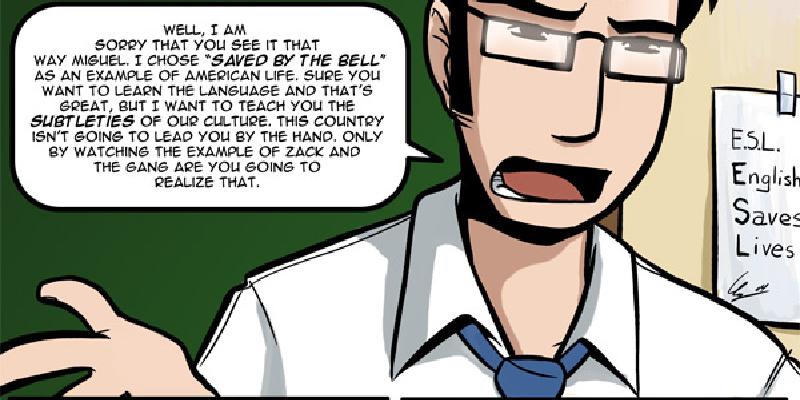 WELL, I AM
SORRY THAT YOU SEE IT THAT
WAY MIGUEL. I CHOSE "SAVED BY THE BELL"
AS AN EXAMPLE OF AMERICAN LIFE. SURE YOU
WANT TO LEARN THE LANGUAGE AND THAT'S
GREAT, BUT I WANT TO TEACH YOU THE
SUBTLETIES OF OUR CULTURE. THIS COUNTRY
ISN'T GOING TO LEAD YOU BY THE HAND. ONLY
BY WATCHING THE EXAMPLE OF ZACK AND
THE GANG ARE YOU GOING TO
REALIZE THAT.
E.S.L.
English
Saves
Lives